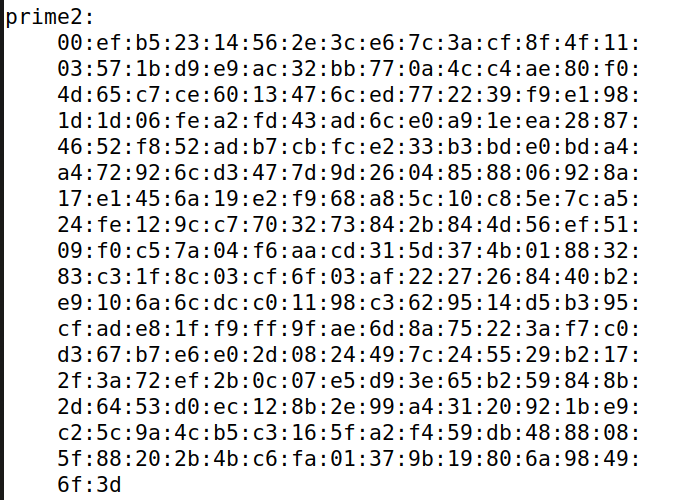 prime2:
00:ef:b5:23:14:56:2e:3c:e6:7c:3a:cf:8f:4f:11:
03:57:1b:d9:e9:ac:32:bb:77:0a:4c:c4:ae:80:f0:
4d:65:c7:ce:60:13:47:6c:ed:77:22:39:f9:e1:98:
1d:1d:06:fe:a2:fd:43:ad:6c:e0:a9:1e:ea:28:87:
46:52:f8:52:ad:b7:cb:fc:e2:33:b3:bd:e0:bd:a4:
a4:72:92:6c:d3:47:7d:9d:26:04:85:88:06:92:8a:
17:e1:45:6a:19:e2:f9:68:a8:5c:10:c8:5e:7c:a5:
24:fe:12:9c:c7:70:32:73:84:2b:84:4d:56:ef:51:
09:f0:c5:7a:04:f6:aa:cd:31:5d:37:4b:01:88:32:
83:c3:1f:8c:03:cf:6f:03:af:22:27:26:84:40:b2:
e9:10:6a:6c:dc:c0:11:98:c3:62:95:14:d5:b3:95:
cf:ad:e8:1f:f9:ff:9f:ae:6d:8a:75:22:3a:f7:c0:
d3:67:b7:e6:e0:2d:08:24:49:7c:24:55:29:b2:17:
2f:3a:72:ef:2b:0c:07:e5:d9:3e:65:b2:59:84:8b:
2d:64:53:d0:ec:12:8b:2e:99:a4:31:20:92:1b:e9:
c2:5c:9a:4c:b5:c3:16:5f:a2:f4:59:db:48:88:08:
5f:88:20:2b:4b:c6:fa:01:37:9b:19:80:6a:98:49:
6f:3d